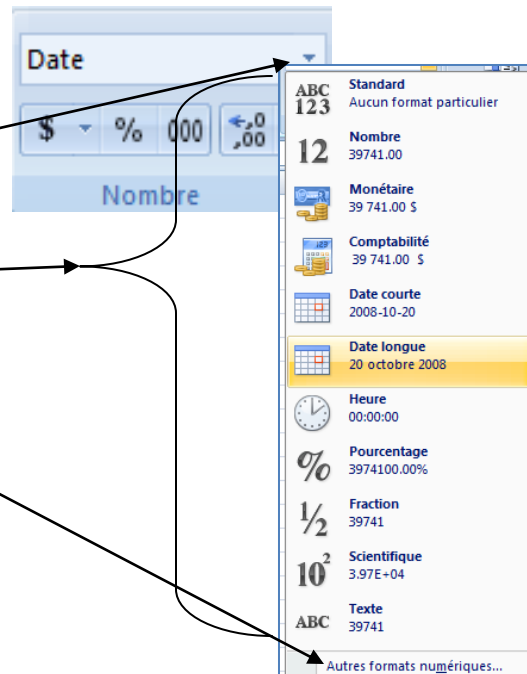 Date
$ % 000 ,0 ,00
Nombre
ABC 123
Standard
Aucun format particulier
12
Nombre
39741.00
Monétaire
39 741.00 $
Comptabilité
39 741.00 $
Date courte
2008-10-20
Date longue
20 octobre 2008
Heure
00:00:00
%
Pourcentage
3974100.00%
1/2
Fraction
39741
10²
Scientifique
3.97E+04
ABC
Texte
39741
Autres formats numériques...